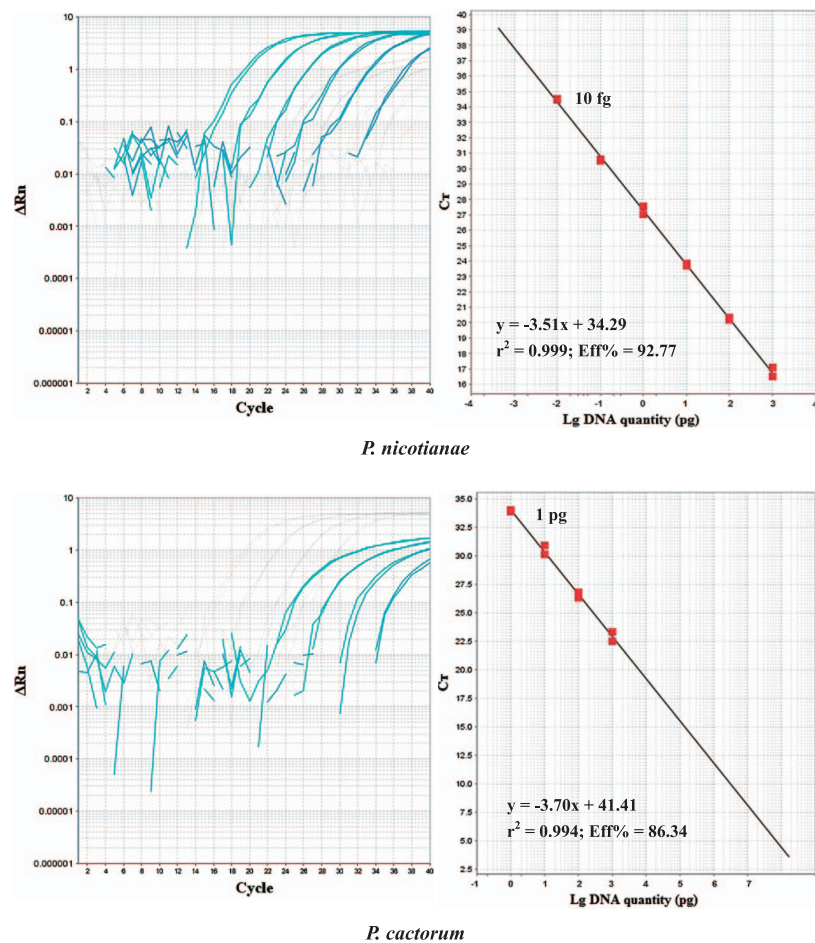 10
1
0.1
0.01
0.001
0.0001
0.00001
0.000001
ΔRn
2 4 6 8 10 12 14 16 18 20 22 24 26 28 30 32 34 36 38 40
Cycle
40
39
38
37
36
35
34
33
32
31
30
29
28
27
26
25
24
23
22
21
20
19
18
17
16
CT
10 fg
y = -3.51x + 34.29
r² = 0.999; Eff% = 92.77
-4 -3 -2 -1 0 1 2 3 4
Lg DNA quantity (pg)
P. nicotianae
10
1
0.1
0.01
0.001
0.0001
0.00001
0.000001
ΔRn
2 4 6 8 10 12 14 16 18 20 22 24 26 28 30 32 34 36 38 40
Cycle
35.0
32.5
30.0
27.5
25.0
22.5
20.0
17.5
15.0
12.5
10.0
7.5
5.0
2.5
CT
1 pg
y = -3.70x + 41.41
r² = 0.994; Eff% = 86.34
-1 0 1 2 3 4 5 6 7
Lg DNA quantity (pg)
P. cactorum